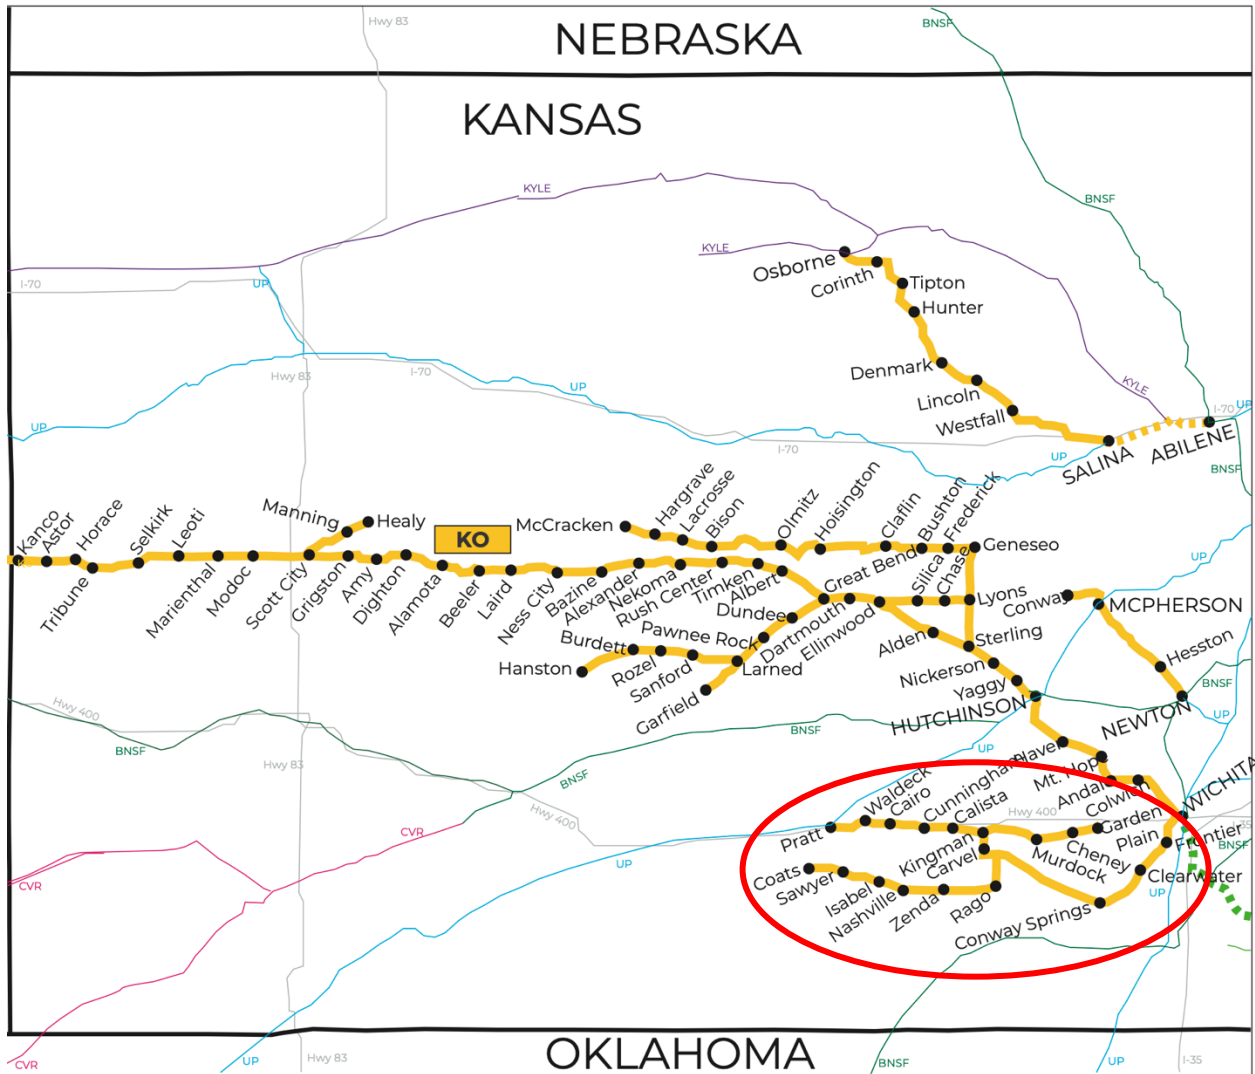 NEBRASKA
KANSAS
OKLAHOMA
Hwy 83
BNSF
KYLE
BNSF
KYLE
I-70
UP
Osborne
Corinth
Tipton
Hunter
Hwy 83
I-70
UP
Denmark
Lincoln
Westfall
KYLE
I-70
UP
UP
I-70
UP
SALINA
ABILENE
BNSF
Kanco
Astor
Horace
Tribune
Selkirk
Leoti
Marienthal
Modoc
Scott City
Manning
Healy
Grigston
Amy
Dighton
Alamota
KO
Beeler
Laird
Ness City
Bazine
Alexander
Nekoma
Rush Center
Timken
Albert
McCracken
Hargrave
Lacrosse
Bison
Olmitz
Hoisington
Claflin
Bushton
Frederick
Geneseo
Great Bend
Silica
Chase
Lyons
Dundee
Dartmouth
Ellinwood
Pawnee Rock
Larned
Garfield
Sanford
Rozel
Burdett
Hanston
Alden
Sterling
Nickerson
Yaggy
HUTCHINSON
Conway
MCPHERSON
Hesston
NEWTON
UP
BNSF
UP
Hwy 400
BNSF
Hwy 83
BNSF
BNSF
UP
Hwy 400
Haven
Mt. Hope
Andale
Colwich
WICHITA
I-35
BNSF
Hwy 400
Pratt
Waldeck
Cairo
Cunningham
Calista
Kingman
Carvel
Murdock
Cheney
Garden
Plain
Frontier
Clearwater
Conway Springs
Rago
Zenda
Nashville
Isabel
Sawyer
Coats
UP
UP
CVR
CVR
CVR
UP
Hwy 83
BNSF
UP
I-35